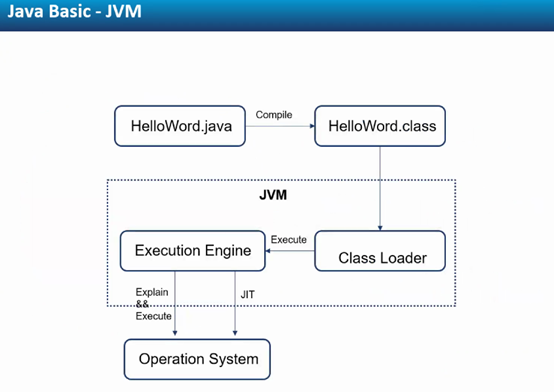 Java Basic - JVM
Compile
HelloWord.java
HelloWord.class
JVM
Execution Engine
Execute
Class Loader
Explain
&&
Execute
JIT
Operation System